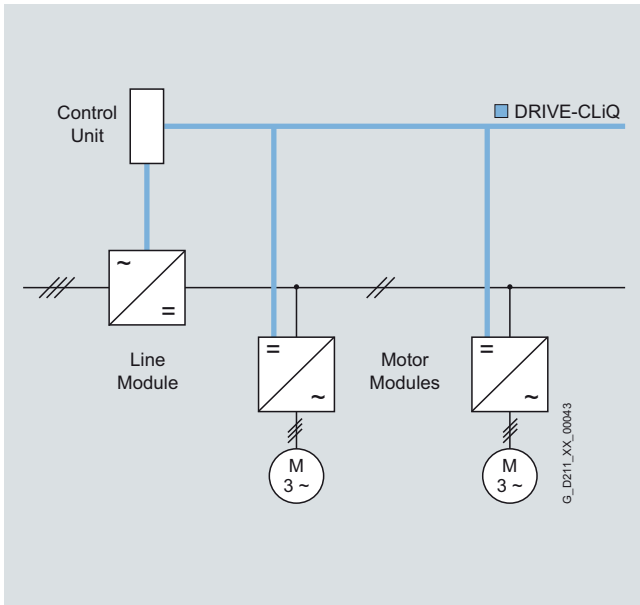 Control
Unit
DRIVE-CLiQ
~
=
Line
Module
=
~
Motor
Modules
=
~
M
3 ~
M
3 ~
G_D211_XX_00043